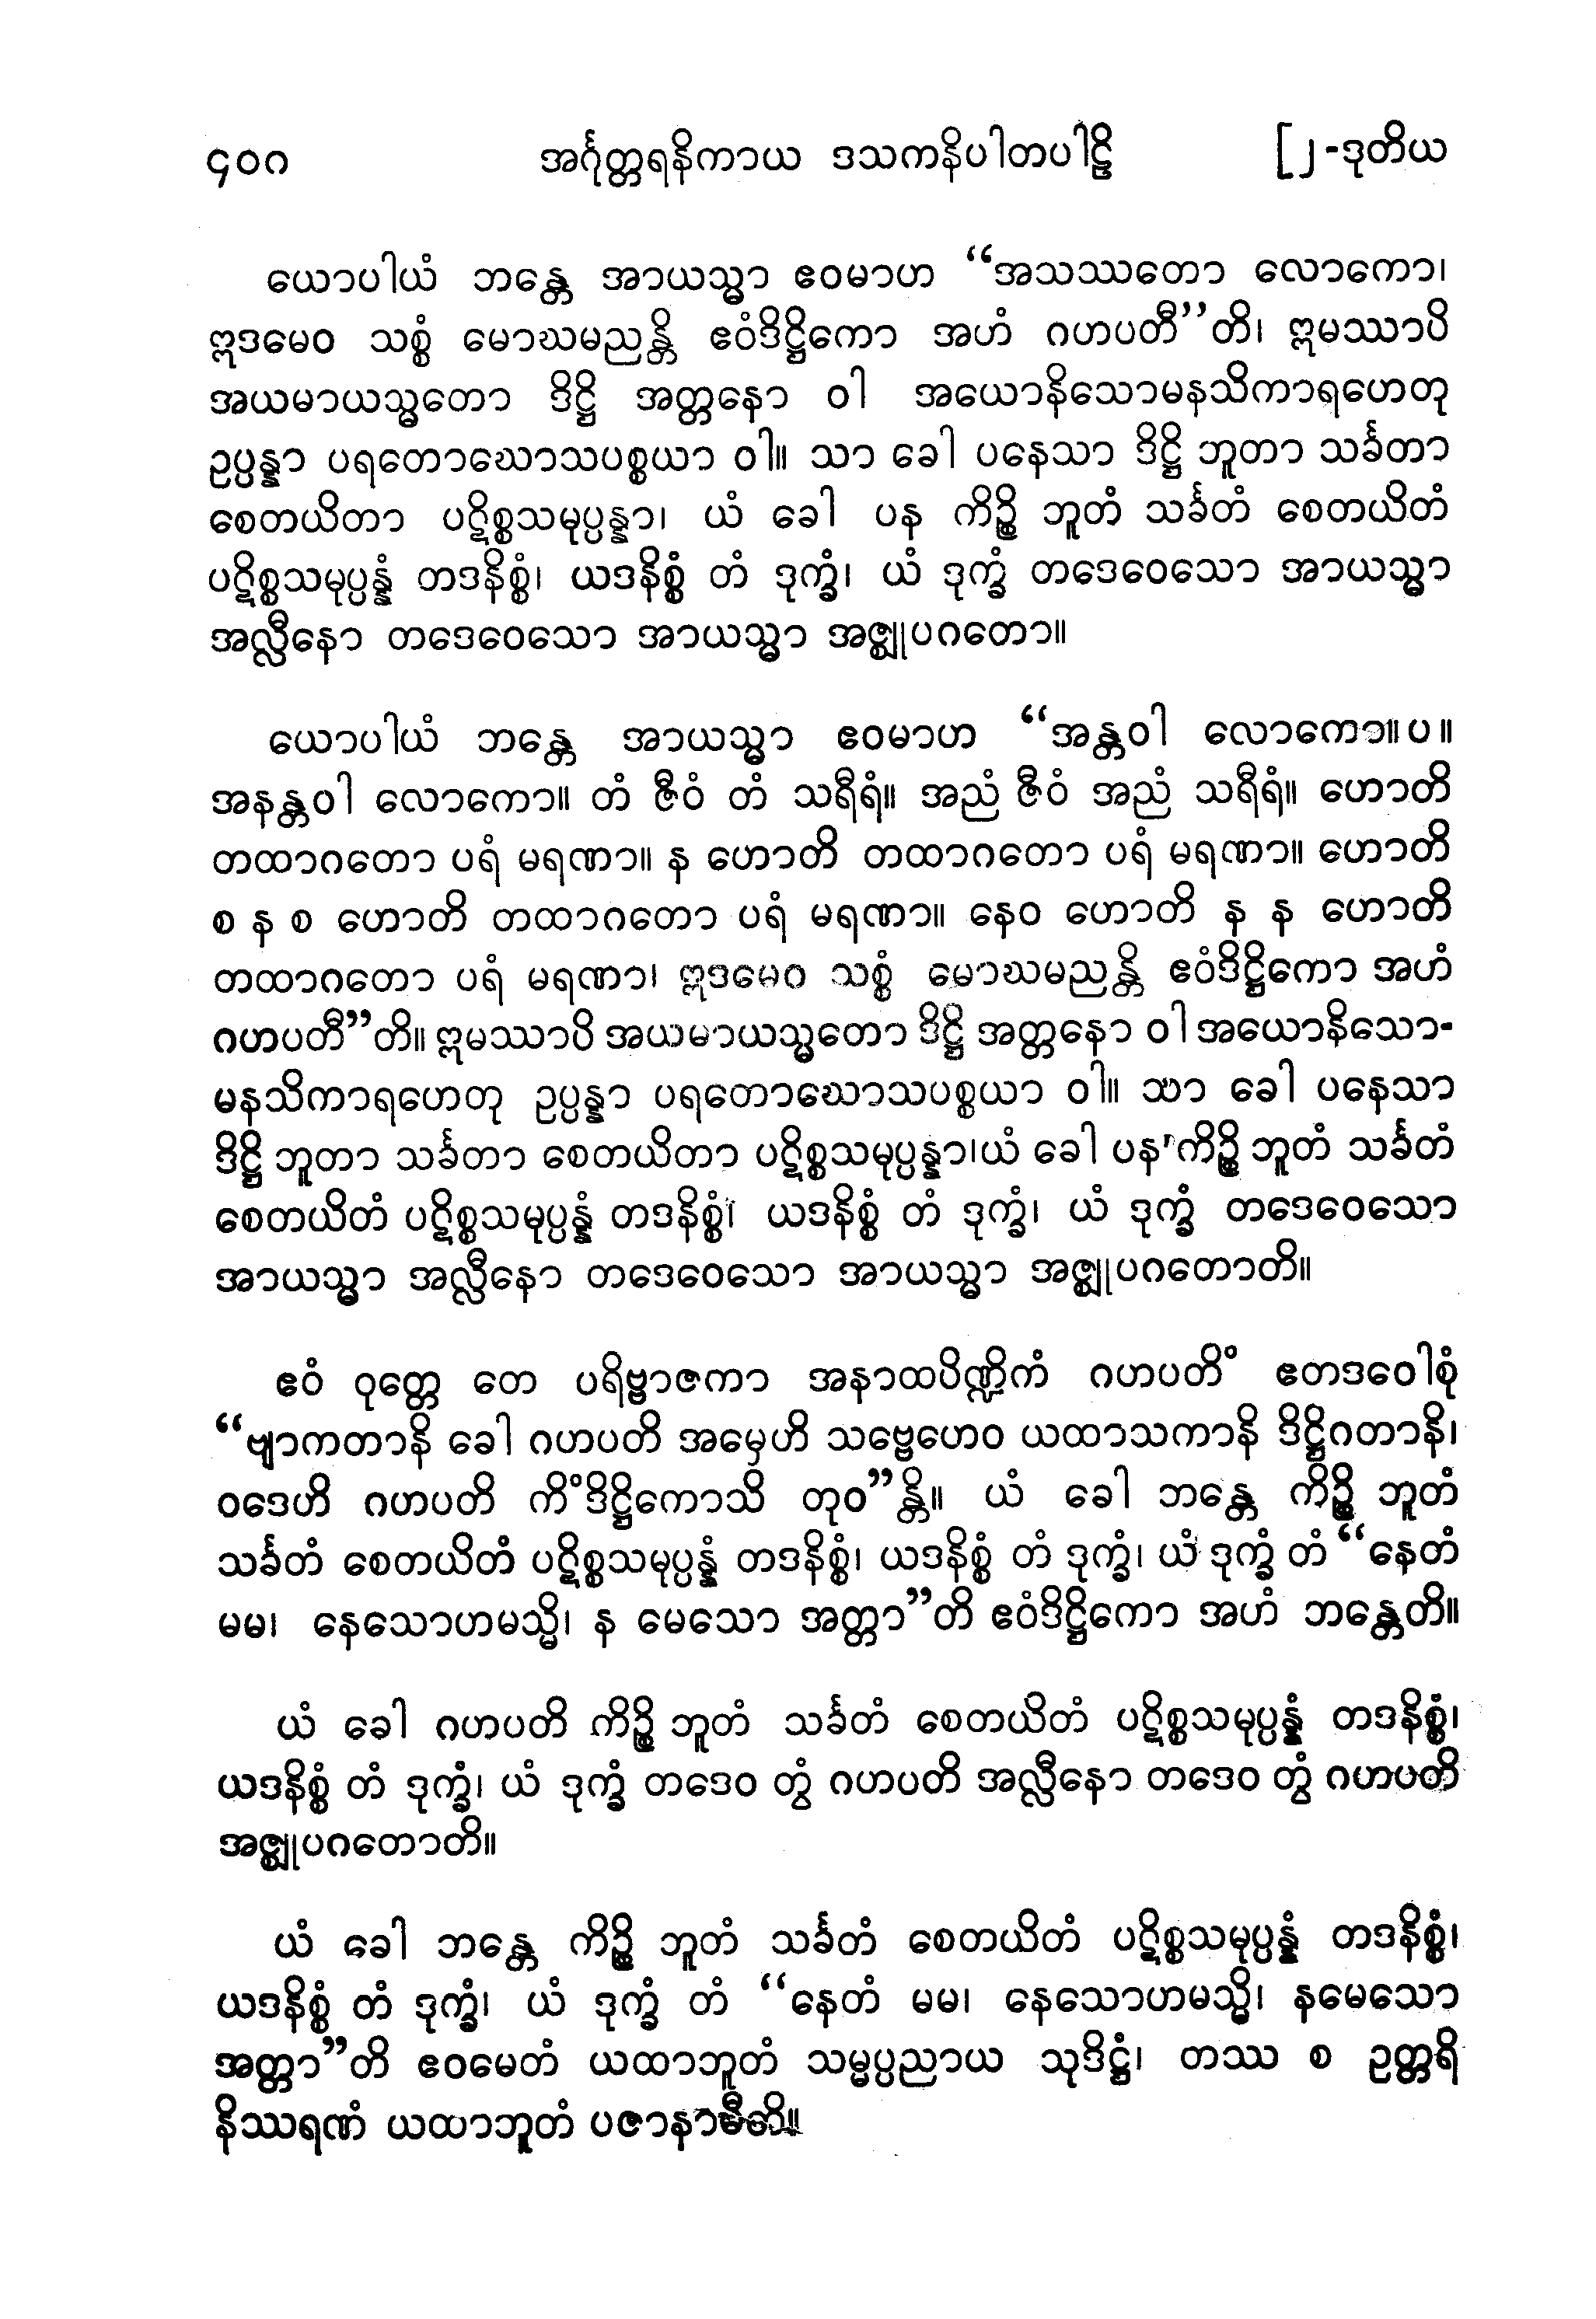 ၄၀ဂ အင်္ဂုတ္တရနိကာယ ဒသကနိပါတပါဠိ [၂-ဒုတိယ
ယောပါယံ ဘန္တေ အာယသ္မာ ဧဝမာဟ “အသဿတော လောကော၊
ဣဒမေဝ သစ္စံ မောဃမညန္တိ ဧဝံဒိဋ္ဌိကော အဟံ ဂဟပတီ”တိ၊ ဣမဿာပိ
အယမာယသ္မတော ဒိဋ္ဌိ အတ္တနော ဝါ အယောနိသောမနသိကာရဟေတု
ဥပ္ပန္နာ ပရတောဃောသပစ္စယာ ဝါ။ သာ ခေါ ပနေသာ ဒိဋ္ဌိ ဘူတာ သင်္ခတာ
စေတယိတာ ပဋိစ္စသမုပ္ပန္နာ၊ ယံ ခေါ ပန ကိဉ္စိ ဘူတံ သင်္ခတံ စေတယိတံ
ပဋိစ္စသမုပ္ပန္နံ တဒနိစ္စံ၊ ယဒနိစ္စံ တံ ဒုက္ခံ၊ ယံ ဒုက္ခံ တဒေဝေသော အာယသ္မာ
အလ္လီနော တဒေဝေသော အာယသ္မာ အဇ္ဈုပဂတော။
ယောပါယံ ဘန္တေ အာယသ္မာ ဧဝမာဟ “အန္တဝါ လောကော။ပ။
အနန္တဝါ လောကော။ တံ ဇီဝံ တံ သရီရံ။ အညံ ဇီဝံ အညံ သရီရံ။ ဟောတိ
တထာဂတော ပရံ မရဏာ။ န ဟောတိ တထာဂတော ပရံ မရဏာ။ ဟောတိ
စ န စ ဟောတိ တထာဂတော ပရံ မရဏာ။ နေဝ ဟောတိ န န ဟောတိ
တထာဂတော ပရံ မရဏာ၊ ဣဒမေဝ သစ္စံ မောဃမညန္တိ ဧဝံဒိဋ္ဌိကော အဟံ
ဂဟပတီ”တိ။ ဣမဿာပိ အယမာယသ္မတော ဒိဋ္ဌိ အတ္တနော ဝါ အယောနိသော-
မနသိကာရဟေတု ဥပ္ပန္နာ ပရတောဃောသပစ္စယာ ဝါ။ သာ ခေါ ပနေသာ
ဒိဋ္ဌိ ဘူတာ သင်္ခတာ စေတယိတာ ပဋိစ္စသမုပ္ပန္နာ၊ယံ ခေါ ပန ကိဉ္စိ ဘူတံ သင်္ခတံ
စေတယိတံ ပဋိစ္စသမုပ္ပန္နံ တဒနိစ္စံ၊ ယဒနိစ္စံ တံ ဒုက္ခံ၊ ယံ ဒုက္ခံ တဒေဝေသော
အာယသ္မာ အလ္လီနော တဒေဝေသော အာယသ္မာ အဇ္ဈုပဂတောတိ။
ဧဝံ ဝုတ္တေ တေ ပရိဗ္ဗာဇကာ အနာထပိဏ္ဍိကံ ဂဟပတိံ ဧတဒဝေါစုံ
“ဗျာကတာနိ ခေါ ဂဟပတိ အမှေဟိ သဗ္ဗေဟေဝ ယထာသကာနိ ဒိဋ္ဌိဂတာနိ၊
ဝဒေဟိ ဂဟပတိ ကိံဒိဋ္ဌိကောသိ တုဝ”န္တိ။ ယံ ခေါ ဘန္တေ ကိဉ္စိ ဘူတံ
သင်္ခတံ စေတယိတံ ပဋိစ္စသမုပ္ပန္နံ တဒနိစ္စံ၊ ယဒနိစ္စံ တံ ဒုက္ခံ၊ ယံ ဒုက္ခံ တံ “နေတံ
မမ၊ နေသောဟမသ္မိ၊ န မေသော အတ္တာ”တိ ဧဝံဒိဋ္ဌိကော အဟံ ဘန္တေတိ။
ယံ ခေါ ဂဟပတိ ကိဉ္စိ ဘူတံ သင်္ခတံ စေတယိတံ ပဋိစ္စသမုပ္ပန္နံ တဒနိစ္စံ၊
ယဒနိစ္စံ တံ ဒုက္ခံ၊ ယံ ဒုက္ခံ တဒေဝ တွံ ဂဟပတိ အလ္လီနော တဒေဝ တွံ ဂဟပတိ
အဇ္ဈုပဂတောတိ။
ယံ ခေါ ဘန္တေ ကိဉ္စိ ဘူတံ သင်္ခတံ စေတယိတံ ပဋိစ္စသမုပ္ပန္နံ တဒနိစ္စံ၊
ယဒနိစ္စံ တံ ဒုက္ခံ၊ ယံ ဒုက္ခံ တံ “နေတံ မမ၊ နေသောဟမသ္မိ၊ နမေသော
အတ္တာ”တိ ဧဝမေတံ ယထာဘူတံ သမ္မပ္ပညာယ သုဒိဋ္ဌံ၊ တဿ စ ဥတ္တရိ
နိဿရဏံ ယထာဘူတံ ပဇာနာမီတိ။